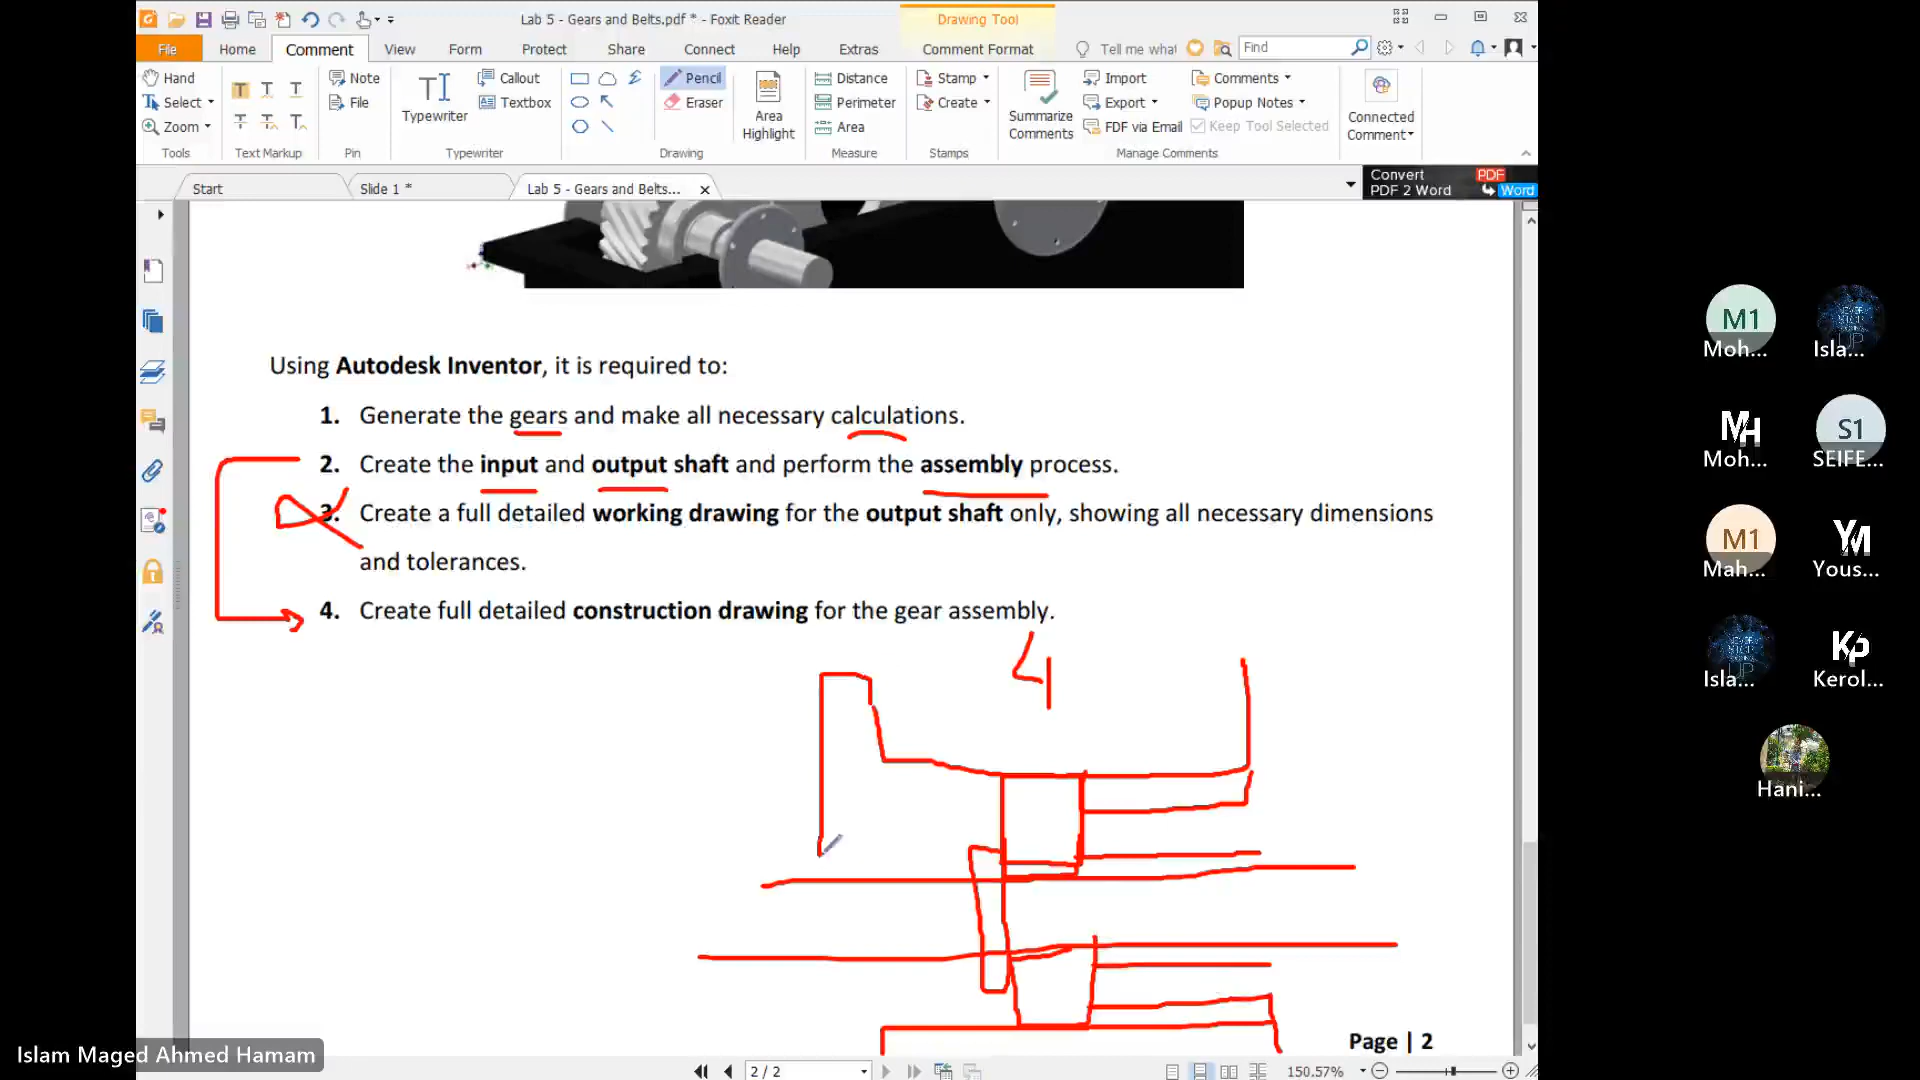 Lab 5 - Gears and Belts.pdf * - Foxit Reader
Drawing Tool
File Home Comment View Form Protect Share Connect Help Extras Comment Format Tell me what Find
Hand Note Callout Pencil Distance Stamp Import Comments
Select File Typewriter Textbox Eraser Area Highlight Perimeter Create Summarize Comments Export Popup Notes Connected Comment
Zoom Area FDF via Email Keep Tool Selected
Tools Text Markup Pin Typewriter Drawing Measure Stamps Manage Comments
Start Slide 1 * Lab 5 - Gears and Belts... Convert PDF 2 Word PDF Word
Using Autodesk Inventor, it is required to:
1. Generate the gears and make all necessary calculations.
2. Create the input and output shaft and perform the assembly process.
3. Create a full detailed working drawing for the output shaft only, showing all necessary dimensions
and tolerances.
4. Create full detailed construction drawing for the gear assembly.
4
Page | 2
2 / 2 150.57%
Islam Maged Ahmed Hamam
M1
Moh... Isla...
MH S1
Moh... SEIFE...
M1 YM
Mah... Yous...
KP
Isla... Kerol...
Hani...